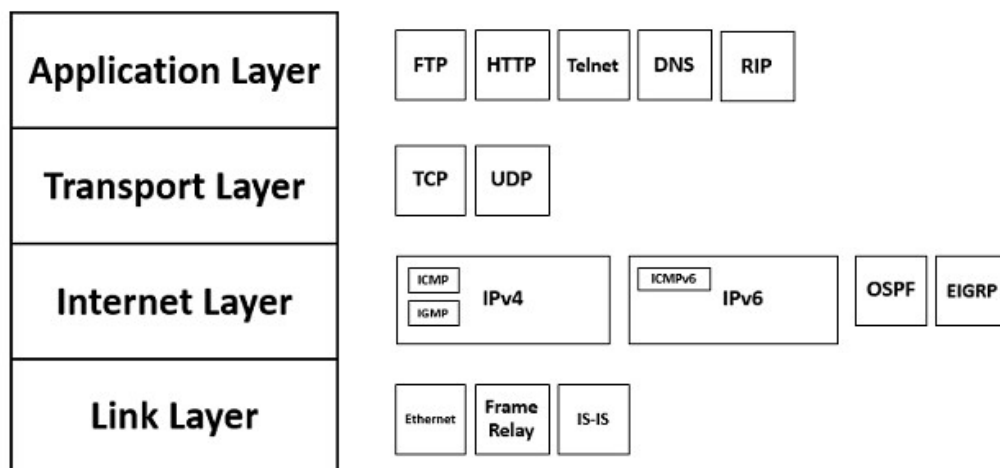 Application Layer
FTP HTTP Telnet DNS RIP
Transport Layer
TCP UDP
Internet Layer
ICMP
IGMP
IPv4
ICMPv6
IPv6
OSPF
EIGRP
Link Layer
Ethernet
Frame
Relay
IS-IS